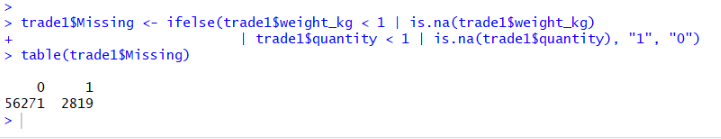 >
> trade1$Missing <- ifelse(trade1$weight_kg < 1 | is.na(trade1$weight_kg)
+                          | trade1$quantity < 1 | is.na(trade1$quantity), "1", "0")
> table(trade1$Missing)

    0     1
56271  2819
>